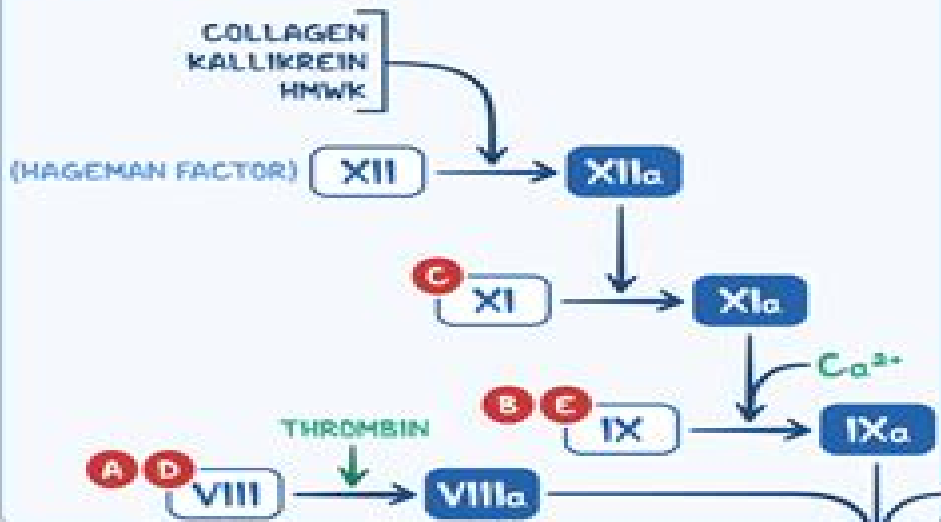 COLLAGEN
KALLIKREIN
HMWK
(HAGEMAN FACTOR) XII XIIa
C XI XIa
Ca²⁺
B E IX IXa
THROMBIN
A D VIII VIIIa